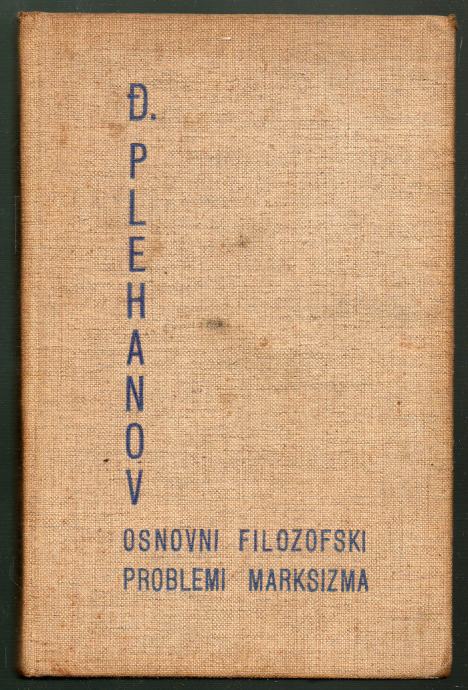 Đ. PLEHANOV
OSNOVNI FILOZOFSKI
PROBLEMI MARKSIZMA